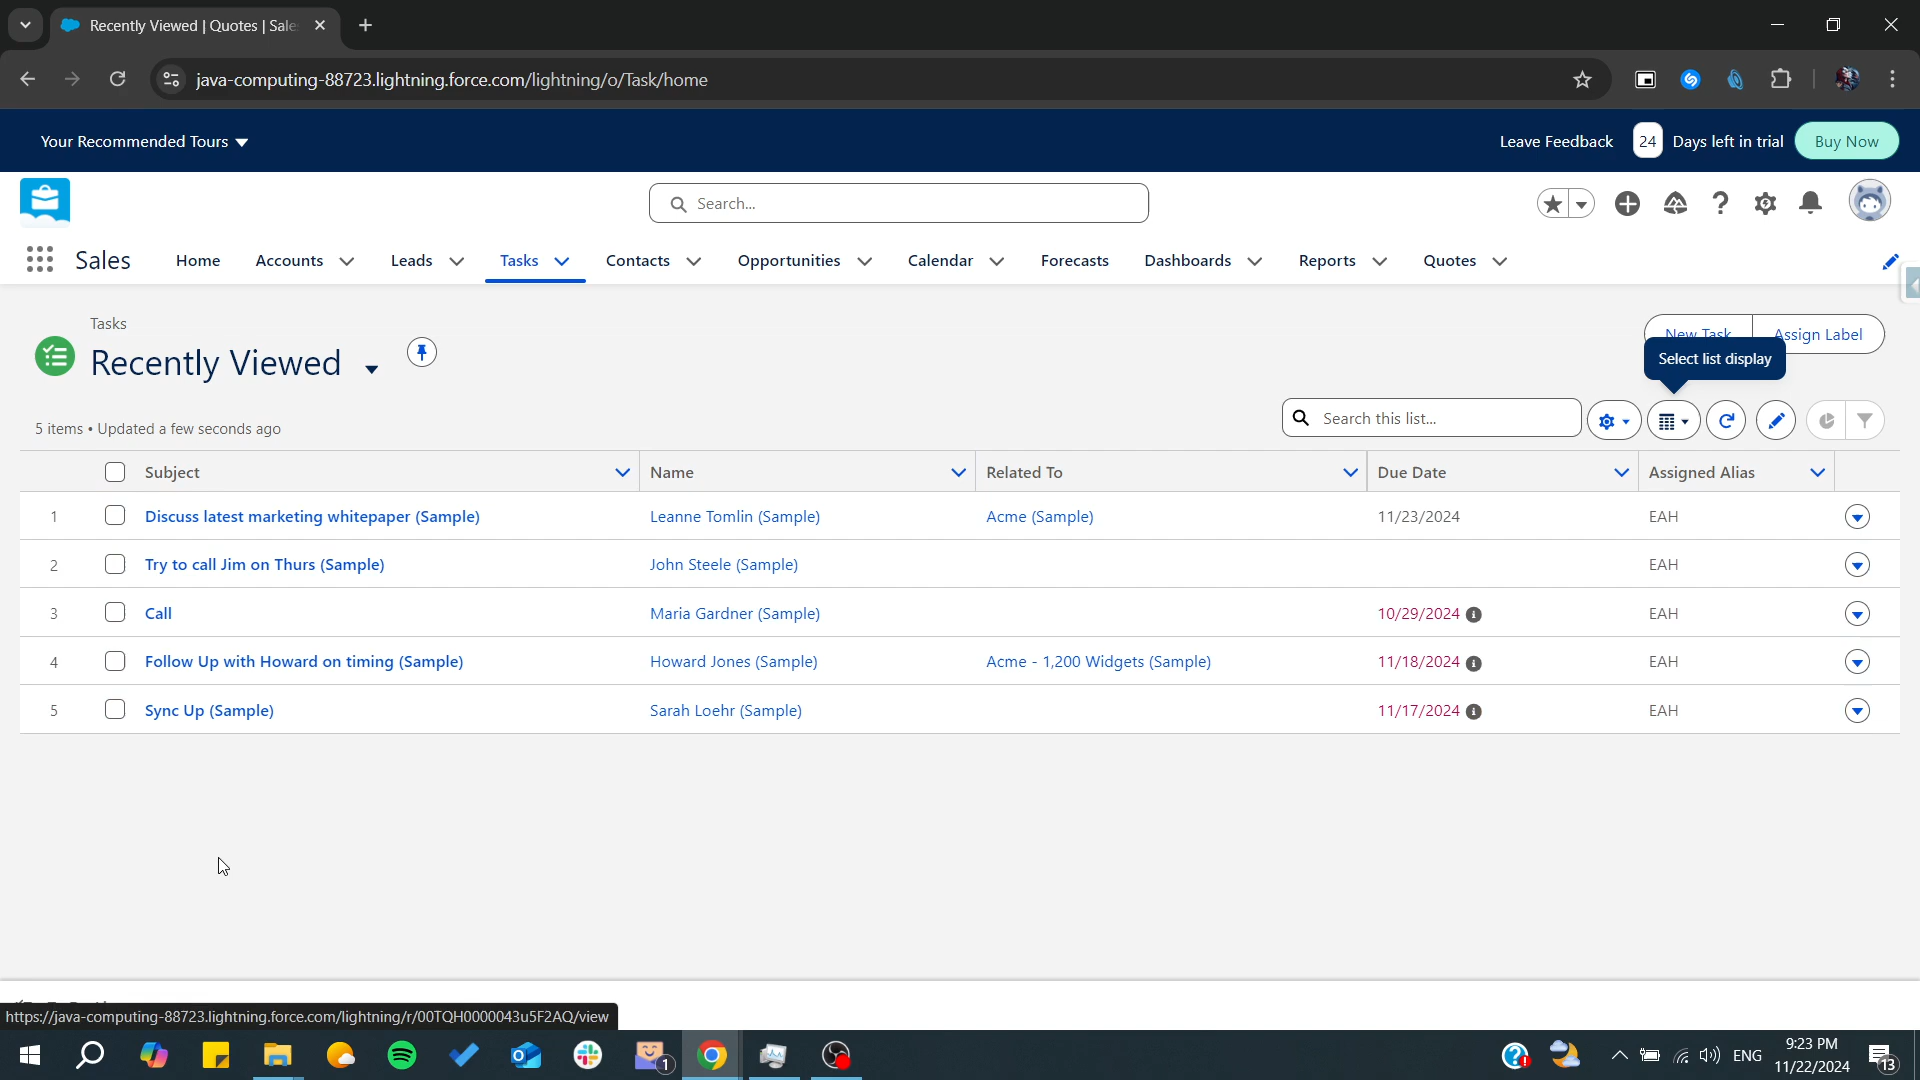 Recently Viewed | Quotes | Sale
java-computing-88723.lightning.force.com/lightning/o/Task/home
Your Recommended Tours
Leave Feedback 24 Days left in trial Buy Now
Search...
Sales Home Accounts Leads Tasks Contacts Opportunities Calendar Forecasts Dashboards Reports Quotes
Tasks
Recently Viewed
New Task Assign Label
Select list display
5 items • Updated a few seconds ago
Search this list...
Subject Name Related To Due Date Assigned Alias
1 Discuss latest marketing whitepaper (Sample) Leanne Tomlin (Sample) Acme (Sample) 11/23/2024 EAH
2 Try to call Jim on Thurs (Sample) John Steele (Sample) EAH
3 Call Maria Gardner (Sample) 10/29/2024 EAH
4 Follow Up with Howard on timing (Sample) Howard Jones (Sample) Acme - 1,200 Widgets (Sample) 11/18/2024 EAH
5 Sync Up (Sample) Sarah Loehr (Sample) 11/17/2024 EAH
https://java-computing-88723.lightning.force.com/lightning/r/00TQH0000043u5F2AQ/view
1
ENG
9:23 PM
11/22/2024
13